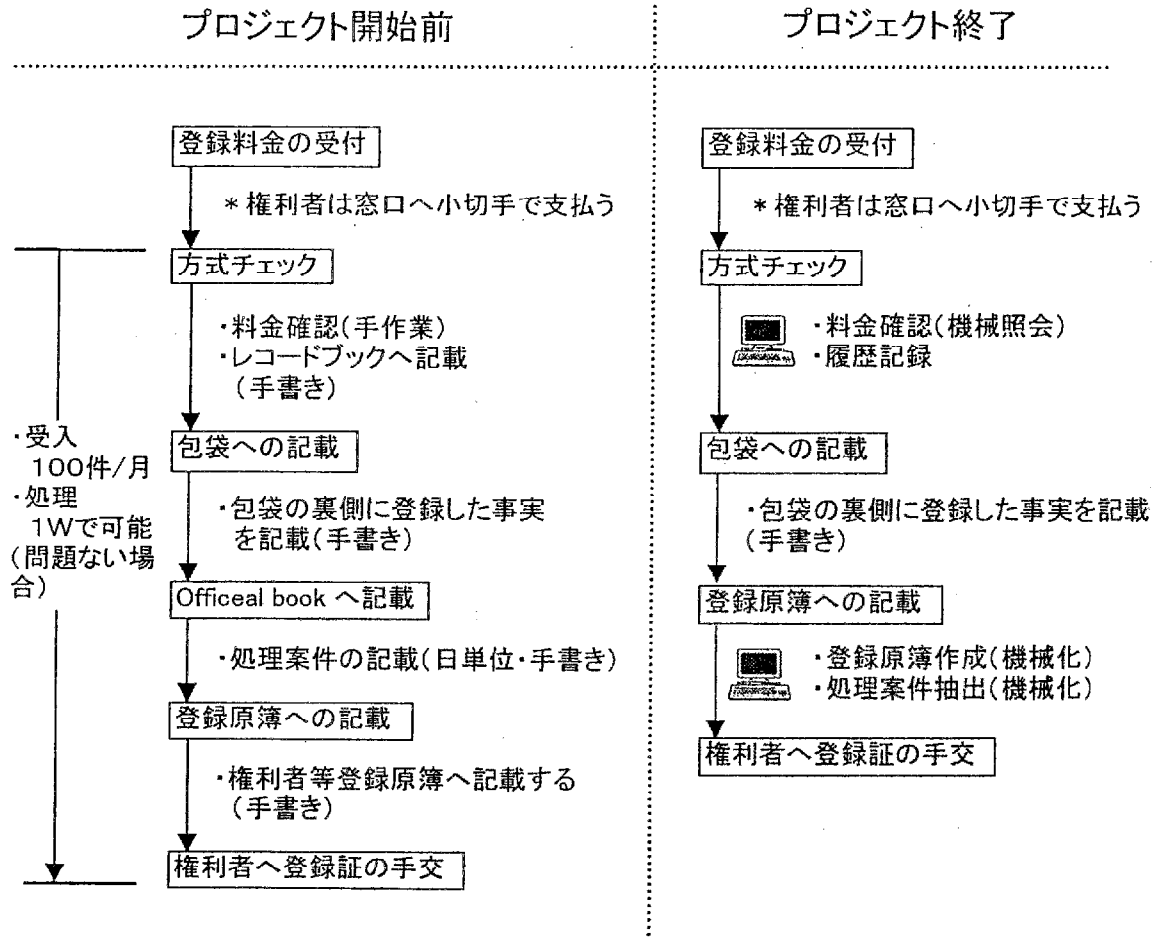 プロジェクト開始前
登録料金の受付
*権利者は窓口へ小切手で支払う
方式チェック
・料金確認(手作業)
・レコードブックへ記載
(手書き)
包袋への記載
・包袋の裏側に登録した事実
を記載(手書き)
Officeal book へ記載
・処理案件の記載(日単位・手書き)
登録原簿への記載
・権利者等登録原簿へ記載する
(手書き)
権利者へ登録証の手交
・受入
100件/月
・処理
1Wで可能
(問題ない場
合)
プロジェクト終了
登録料金の受付
*権利者は窓口へ小切手で支払う
方式チェック
・料金確認(機械照会)
・履歴記録
包袋への記載
・包袋の裏側に登録した事実を記載
(手書き)
登録原簿への記載
・登録原簿作成(機械化)
・処理案件抽出(機械化)
権利者へ登録証の手交